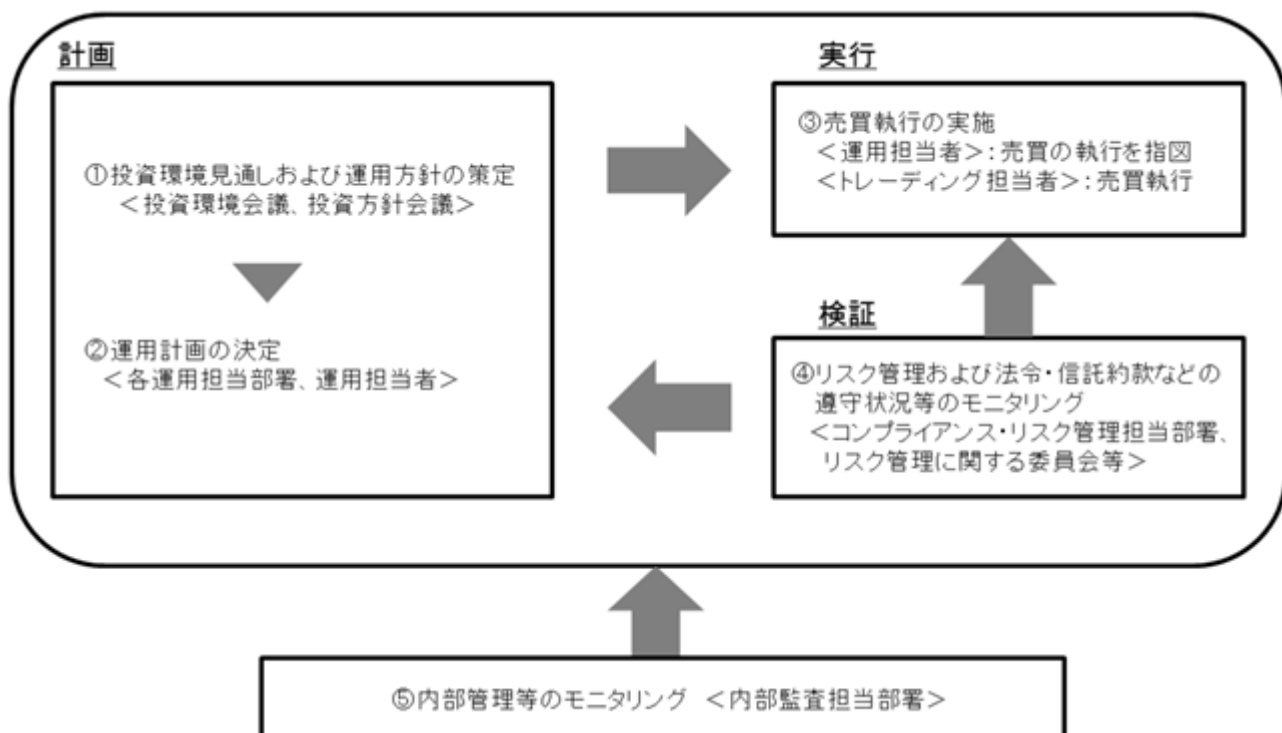 計画
①投資環境見通しおよび運用方針の策定
<投資環境会議、投資方針会議>
②運用計画の決定
<各運用担当部署、運用担当者>
実行
③売買執行の実施
<運用担当者>:売買の執行を指図
<トレーディング担当者>:売買執行
検証
④リスク管理および法令・信託約款などの
遵守状況等のモニタリング
<コンプライアンス・リスク管理担当部署、
リスク管理に関する委員会等>
⑤内部管理等のモニタリング <内部監査担当部署>